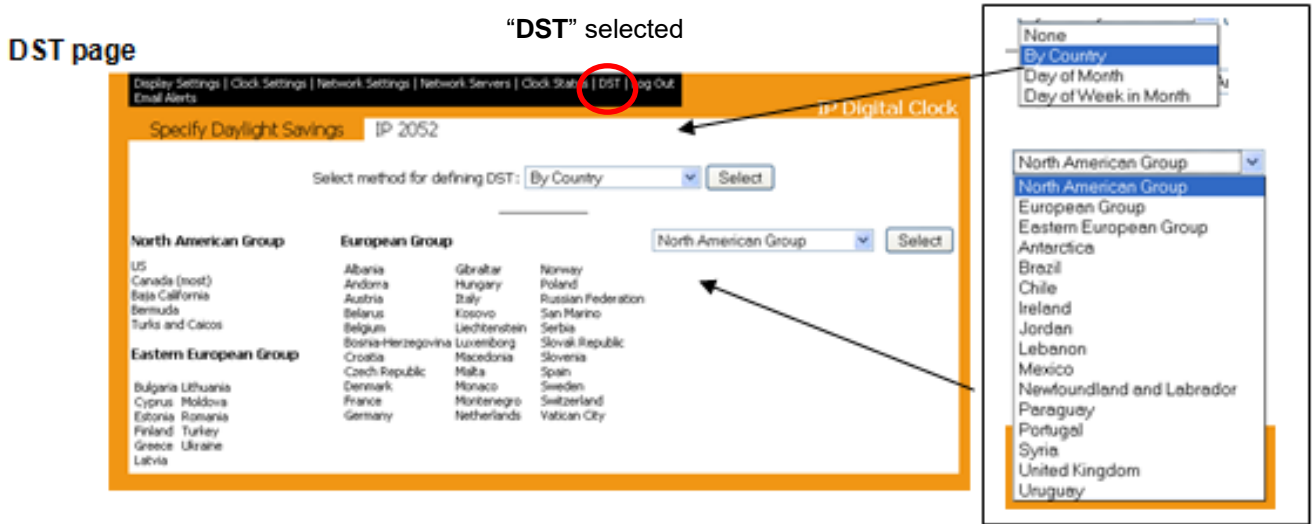 “DST” selected
DST page
Display Settings | Clock Settings | Network Settings | Network Servers | Clock Status | DST | Log Out
Email Alerts
IP Digital Clock
Specify Daylight Savings IP 2052
Select method for defining DST: By Country Select
North American Group European Group North American Group Select
US
Canada (most)
Baja California
Bermuda
Turks and Caicos
Eastern European Group
Bulgaria Lithuania
Cyprus Moldova
Estonia Romania
Finland Turkey
Greece Ukraine
Latvia
Albania Gibraltar Norway
Andorra Hungary Poland
Austria Italy Russian Federation
Belarus Kosovo San Marino
Belgium Liechtenstein Serbia
Bosnia-Herzegovina Luxemborg Slovak Republic
Croatia Macedonia Slovenia
Czech Republic Malta Spain
Denmark Monaco Sweden
France Montenegro Switzerland
Germany Netherlands Vatican City
None
By Country
Day of Month
Day of Week in Month
North American Group
North American Group
European Group
Eastern European Group
Antarctica
Brazil
Chile
Ireland
Jordan
Lebanon
Mexico
Newfoundland and Labrador
Paraguay
Portugal
Syria
United Kingdom
Uruguay